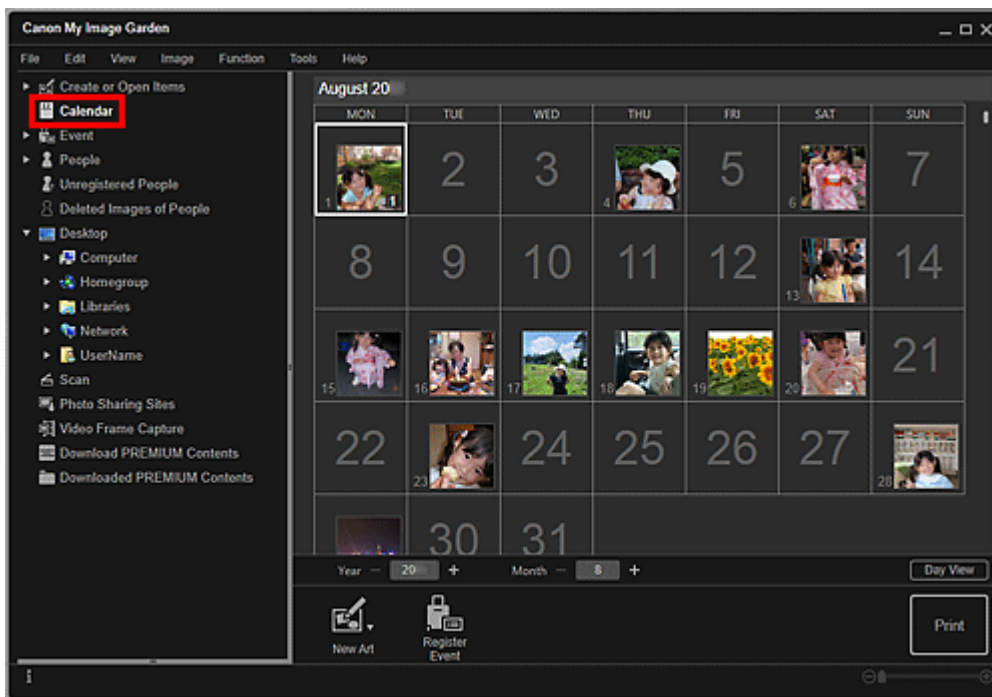 Canon My Image Garden
File Edit View Image Function Tools Help
Create or Open Items
Calendar
Event
People
Unregistered People
Deleted Images of People
Desktop
Computer
Homegroup
Libraries
Network
UserName
Scan
Photo Sharing Sites
Video Frame Capture
Download PREMIUM Contents
Downloaded PREMIUM Contents
August 20
MON TUE WED THU FRI SAT SUN
1 1 2 3 4 5 6 7
8 9 10 11 12 13 14
15 16 17 18 19 20 21
22 23 24 25 26 27 28
30 31
Year − 20 + Month − 8 + Day View
New Art
Register Event
Print